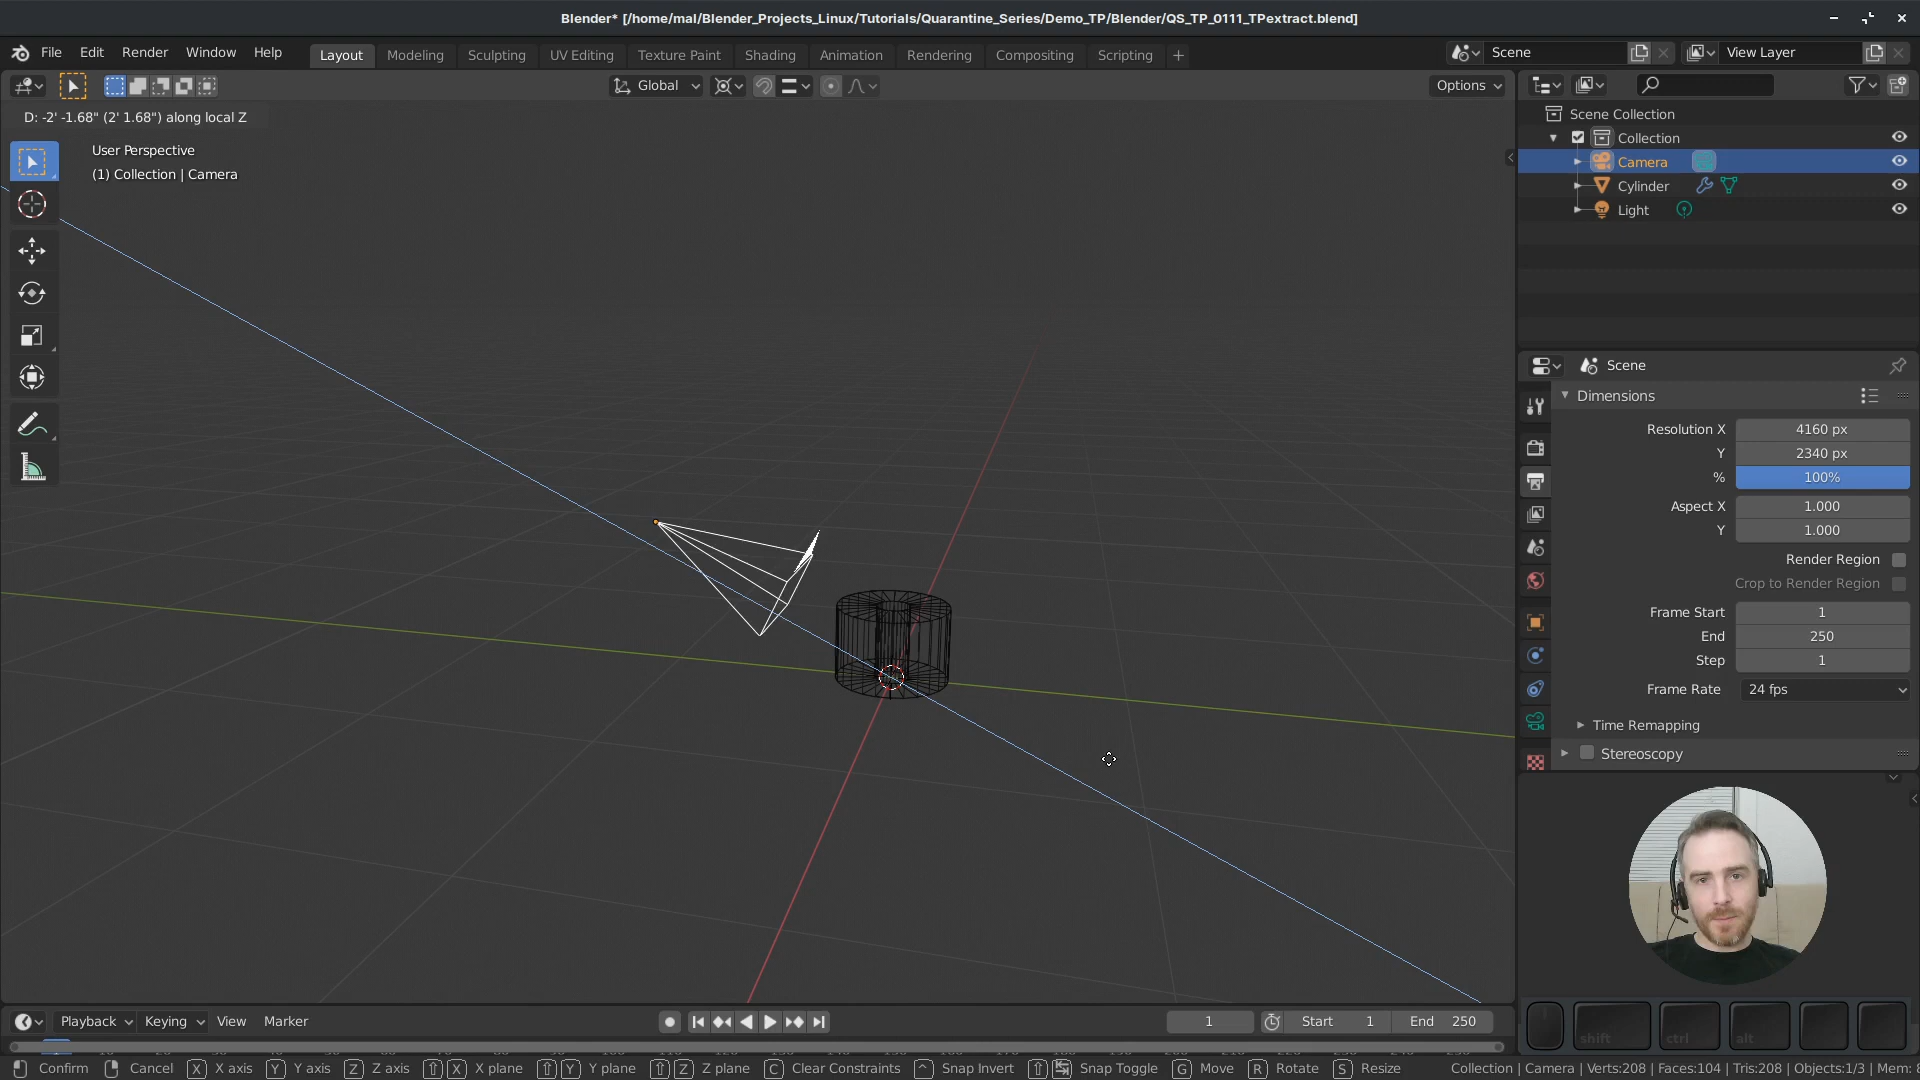 Blender* [/home/mal/Blender_Projects_Linux/Tutorials/Quarantine_Series/Demo_TP/Blender/QS_TP_0111_TPextract.blend]
File Edit Render Window Help Layout Modeling Sculpting UV Editing Texture Paint Shading Animation Rendering Compositing Scripting + Scene View Layer
Global Options
D: -2' -1.68" (2' 1.68") along local Z
User Perspective
(1) Collection | Camera
Scene Collection
Collection
Camera
Cylinder
Light
Scene
Dimensions
Resolution X 4160 px
Y 2340 px
% 100%
Aspect X 1.000
Y 1.000
Render Region
Crop to Render Region
Frame Start 1
End 250
Step 1
Frame Rate 24 fps
Time Remapping
Stereoscopy
Playback Keying View Marker 1 Start 1 End 250
shift ctrl alt
Confirm Cancel X X axis Y Y axis Z Z axis X X plane Y Y plane Z Z plane C Clear Constraints ^ Snap Invert Snap Toggle G Move R Rotate S Resize Collection | Camera | Verts:208 | Faces:104 | Tris:208 | Objects:1/3 | Mem: